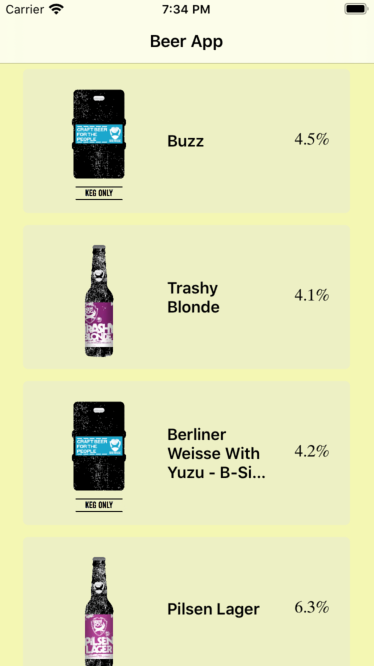 Carrier 7:34 PM
Beer App
CRAFT BEER
FOR THE
PEOPLE
KEG ONLY
Buzz
4.5%
TRASHY
BLONDE
Trashy
Blonde
4.1%
CRAFT BEER
FOR THE
PEOPLE
KEG ONLY
Berliner
Weisse With
Yuzu - B-Si...
4.2%
PILSEN
LAGER
Pilsen Lager
6.3%